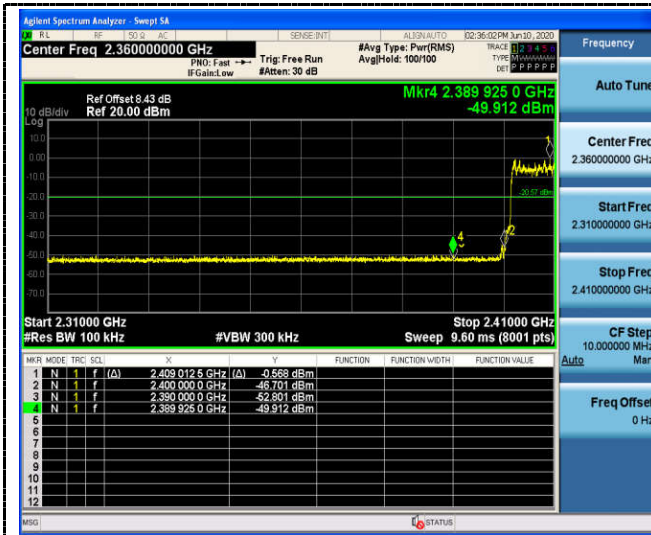 Agilent Spectrum Analyzer - Swept SA
RL RF 50 Ω AC SENSE:INT ALIGNAUTO 02:36:02 PM Jun 10, 2020
Center Freq 2.360000000 GHz
PNO: Fast
IFGain:Low
Trig: Free Run
#Atten: 30 dB
#Avg Type: Pwr(RMS)
Avg|Hold: 100/100
TRACE 1 2 3 4 5 6
TYPE
DET P P P P P P
Frequency
Auto Tune
Center Freq
2.360000000 GHz
Start Freq
2.310000000 GHz
Stop Freq
2.410000000 GHz
CF Step
10.000000 MHz
Auto Man
Freq Offset
0 Hz
Mkr4 2.389 925 0 GHz
-49.912 dBm
Ref Offset 8.43 dB
10 dB/div Ref 20.00 dBm
Log
10.0
0.00
-10.0
-20.0
-30.0
-40.0
-50.0
-60.0
-70.0
1
-20.57 dBm
4
2
Start 2.31000 GHz Stop 2.41000 GHz
#Res BW 100 kHz #VBW 300 kHz Sweep 9.60 ms (8001 pts)
MKR MODE TRC SCL X Y FUNCTION FUNCTION WIDTH FUNCTION VALUE
1 N 1 f (Δ) 2.409 012 5 GHz (Δ) -0.568 dBm
2 N 1 f 2.400 000 0 GHz -46.701 dBm
3 N 1 f 2.390 000 0 GHz -52.801 dBm
4 N 1 f 2.389 925 0 GHz -49.912 dBm
5
6
7
8
9
10
11
12
MSG STATUS